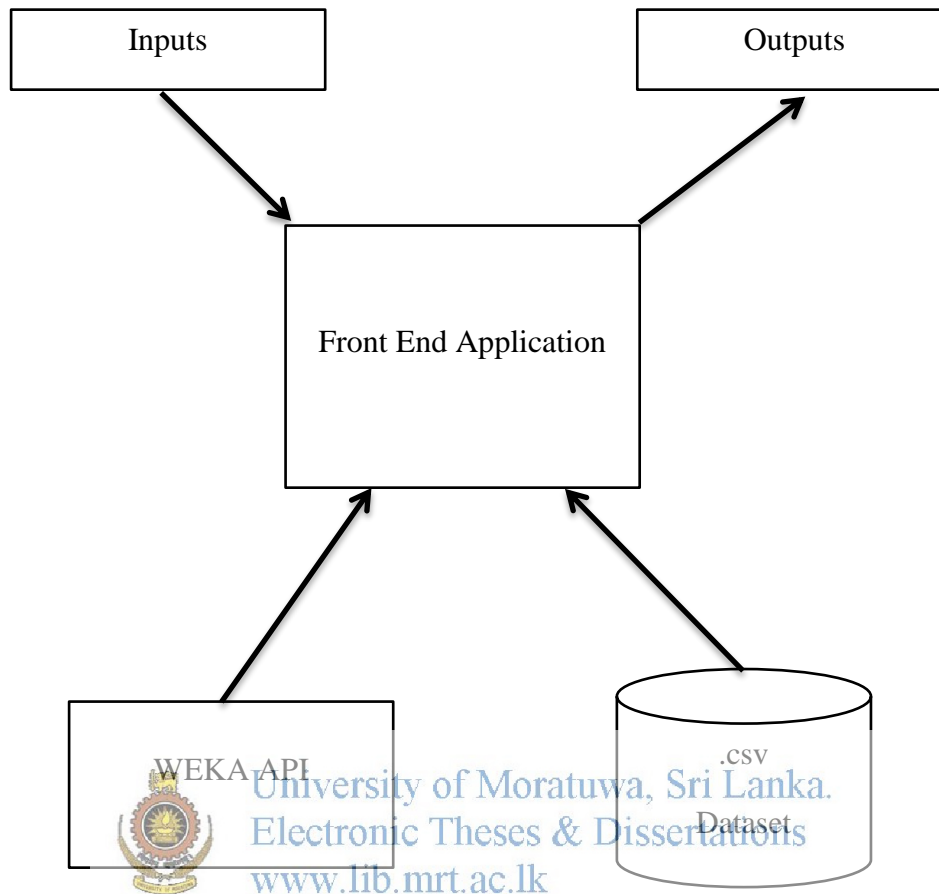 Inputs
Outputs
Front End Application
WEKA API
.csv
Dataset
University of Moratuwa, Sri Lanka.
Electronic Theses & Dissertations
www.lib.mrt.ac.lk